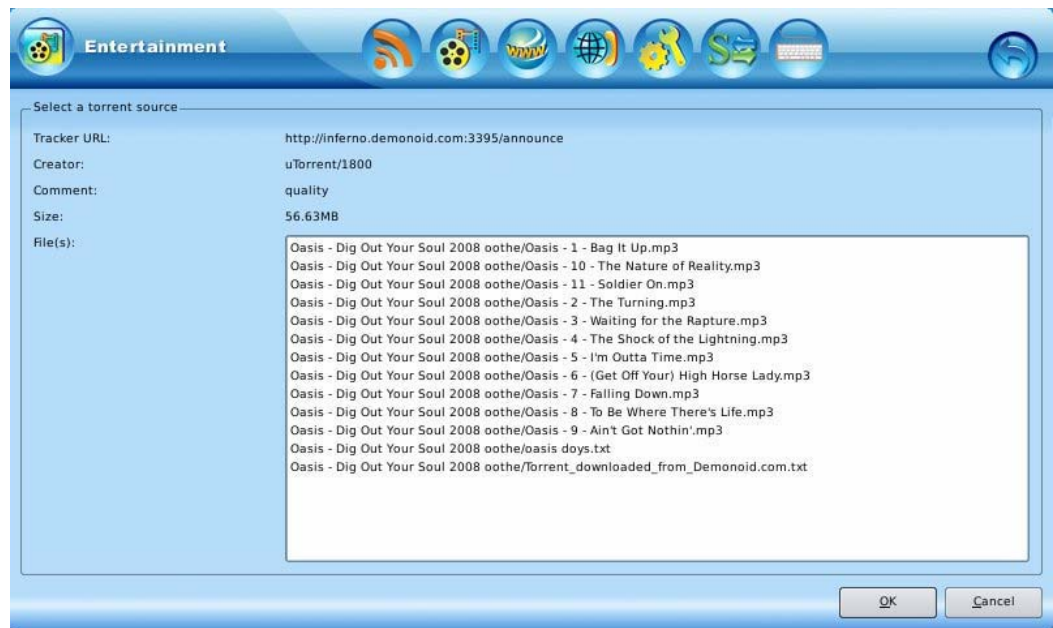 Entertainment
www
S
Select a torrent source
Tracker URL: http://inferno.demonoid.com:3395/announce
Creator: uTorrent/1800
Comment: quality
Size: 56.63MB
File(s):
Oasis - Dig Out Your Soul 2008 oothe/Oasis - 1 - Bag It Up.mp3
Oasis - Dig Out Your Soul 2008 oothe/Oasis - 10 - The Nature of Reality.mp3
Oasis - Dig Out Your Soul 2008 oothe/Oasis - 11 - Soldier On.mp3
Oasis - Dig Out Your Soul 2008 oothe/Oasis - 2 - The Turning.mp3
Oasis - Dig Out Your Soul 2008 oothe/Oasis - 3 - Waiting for the Rapture.mp3
Oasis - Dig Out Your Soul 2008 oothe/Oasis - 4 - The Shock of the Lightning.mp3
Oasis - Dig Out Your Soul 2008 oothe/Oasis - 5 - I'm Outta Time.mp3
Oasis - Dig Out Your Soul 2008 oothe/Oasis - 6 - (Get Off Your) High Horse Lady.mp3
Oasis - Dig Out Your Soul 2008 oothe/Oasis - 7 - Falling Down.mp3
Oasis - Dig Out Your Soul 2008 oothe/Oasis - 8 - To Be Where There's Life.mp3
Oasis - Dig Out Your Soul 2008 oothe/Oasis - 9 - Ain't Got Nothin'.mp3
Oasis - Dig Out Your Soul 2008 oothe/oasis doys.txt
Oasis - Dig Out Your Soul 2008 oothe/Torrent_downloaded_from_Demonoid.com.txt
OK Cancel